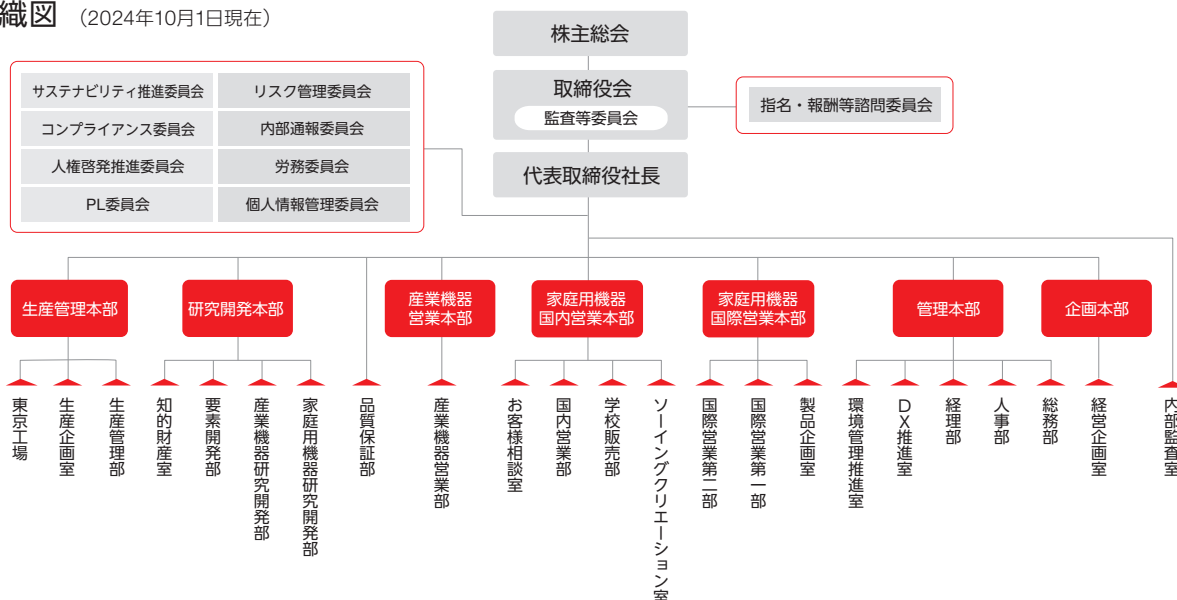 織図 (2024年10月1日現在)
株主総会
取締役会
監査等委員会
指名・報酬等諮問委員会
代表取締役社長
サステナビリティ推進委員会
リスク管理委員会
コンプライアンス委員会
内部通報委員会
人権啓発推進委員会
労務委員会
PL委員会
個人情報管理委員会
生産管理本部
研究開発本部
産業機器
営業本部
家庭用機器
国内営業本部
家庭用機器
国際営業本部
管理本部
企画本部
東京工場
生産企画室
生産管理部
知的財産室
要素開発部
産業機器研究開発部
家庭用機器研究開発部
品質保証部
産業機器営業部
お客様相談室
国内営業部
学校販売部
ソーイングクリエーション室
国際営業第二部
国際営業第一部
製品企画室
環境管理推進室
DX推進室
経理部
人事部
総務部
経営企画室
内部監査室